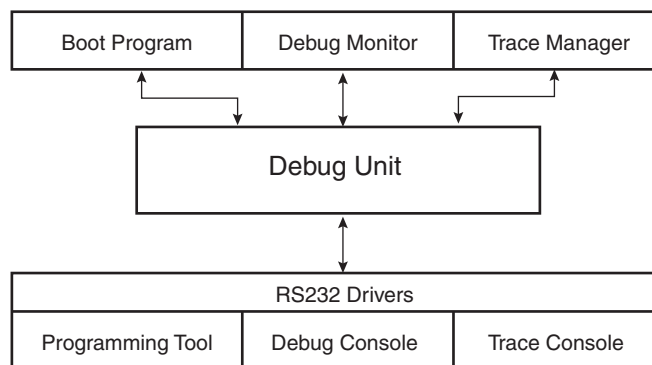 Boot Program Debug Monitor Trace Manager
Debug Unit
RS232 Drivers
Programming Tool Debug Console Trace Console